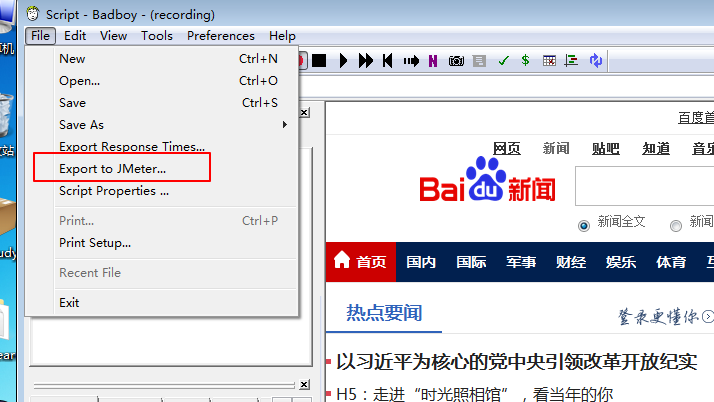 Script - Badboy - (recording)
File Edit View Tools Preferences Help
New Ctrl+N
Open... Ctrl+O
Save Ctrl+S
Save As
Export Response Times...
Export to JMeter...
Script Properties ...
Print... Ctrl+P
Print Setup...
Recent File
Exit
N
$
百度首
网页 新闻 贴吧 知道 音乐
Bai du 新闻
新闻全文 新闻
首页 国内 国际 军事 财经 娱乐 体育
热点要闻
登录更懂你
以习近平为核心的党中央引领改革开放纪实
H5：走进“时光照相馆”，看当年的你
机
站
udy
ear